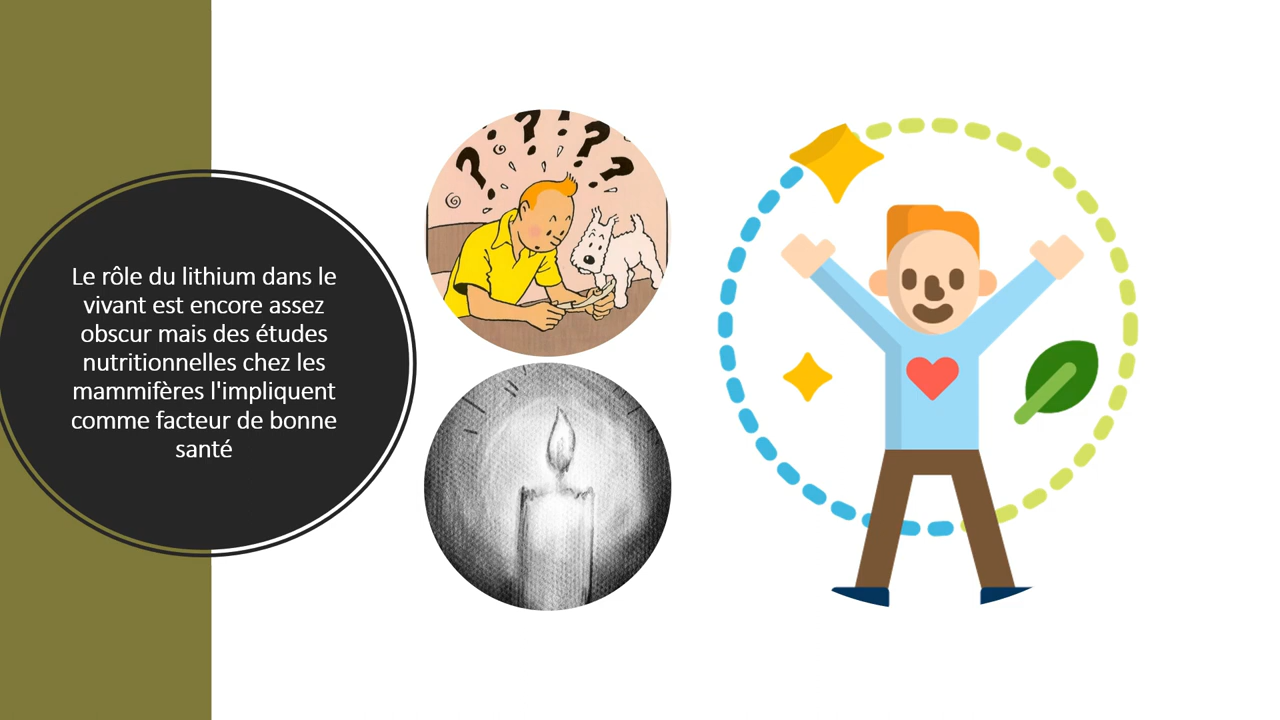 Le rôle du lithium dans le
vivant est encore assez
obscur mais des études
nutritionnelles chez les
mammifères l'impliquent
comme facteur de bonne
santé